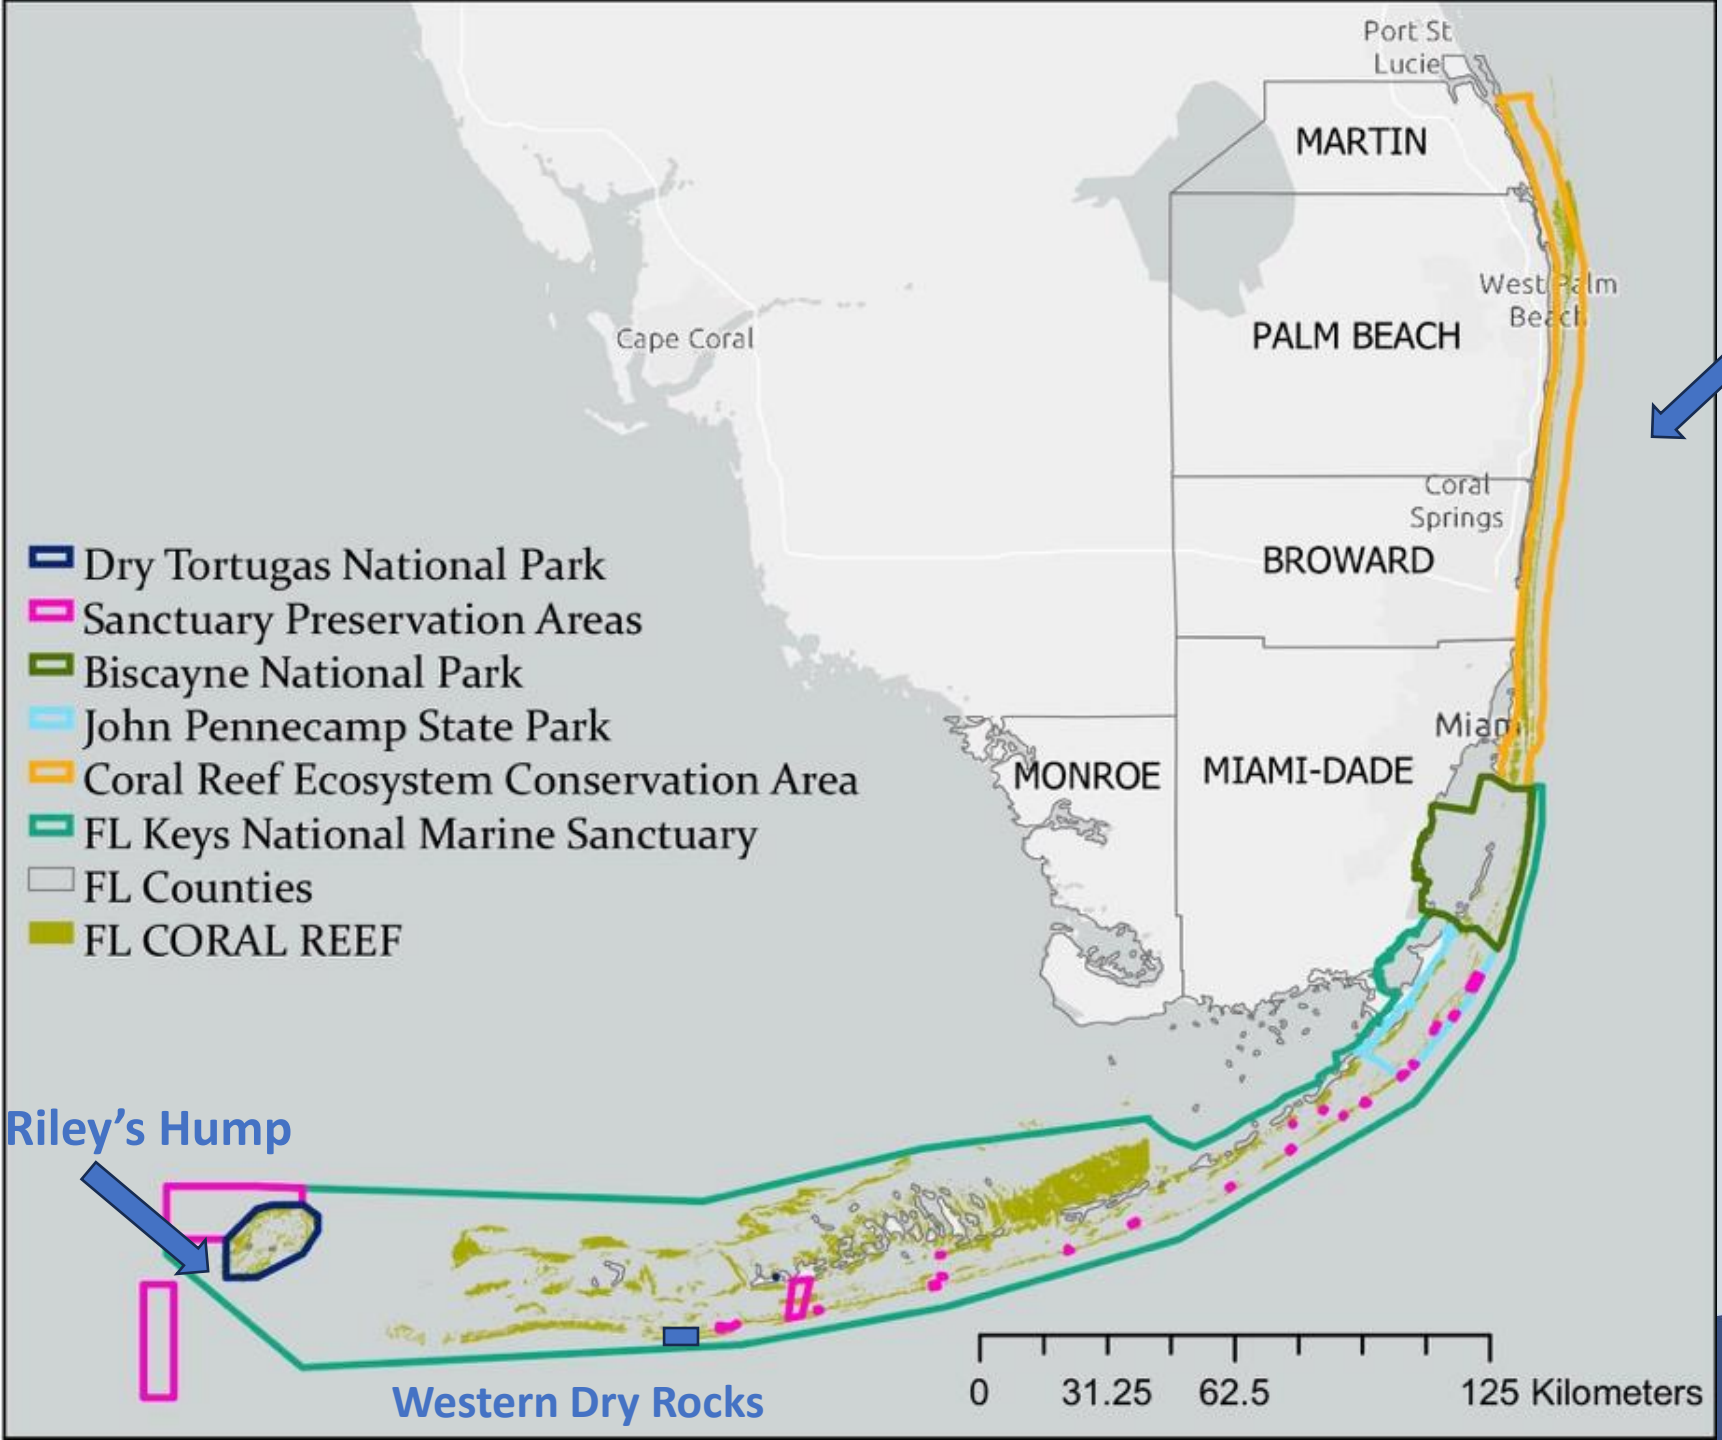 Port St
Lucie
MARTIN
West Palm
Beach
PALM BEACH
Cape Coral
Coral
Springs
BROWARD
Dry Tortugas National Park
Sanctuary Preservation Areas
Biscayne National Park
John Pennecamp State Park
Coral Reef Ecosystem Conservation Area
FL Keys National Marine Sanctuary
FL Counties
FL CORAL REEF
Miami
MONROE
MIAMI-DADE
Riley's Hump
Western Dry Rocks
0 31.25 62.5 125 Kilometers